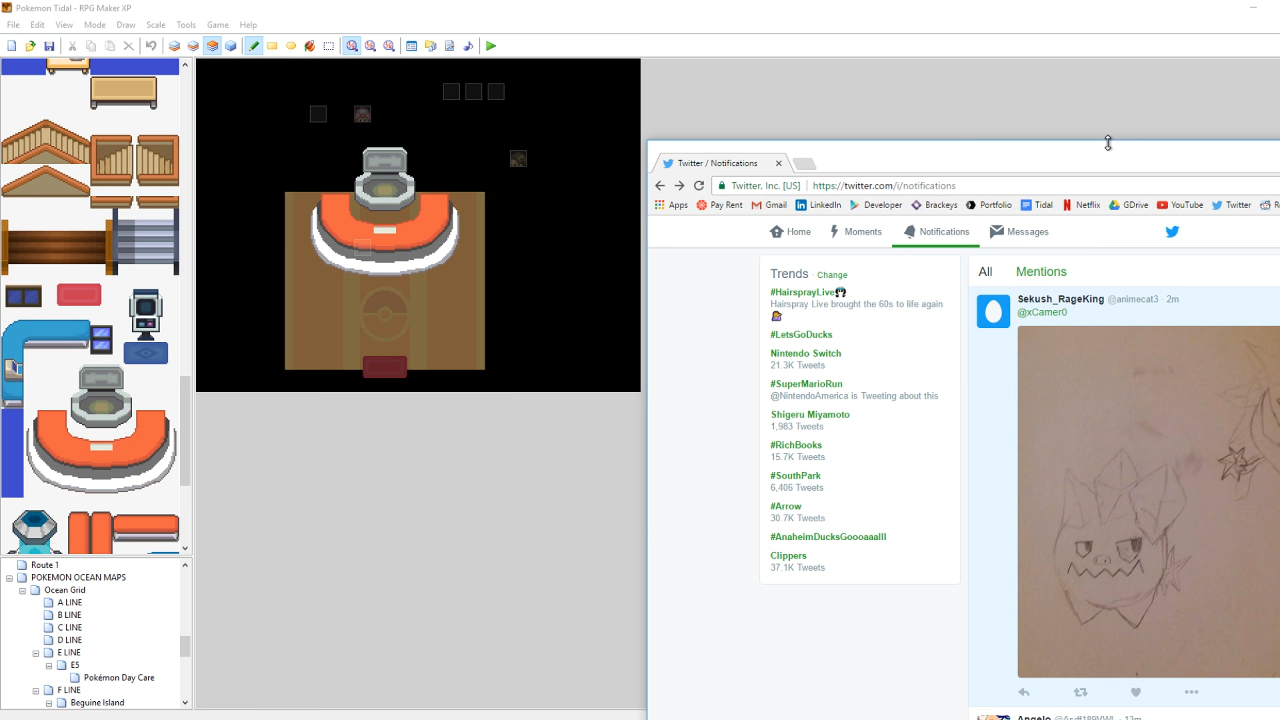 Pokemon Tidal - RPG Maker XP
File Edit View Mode Draw Scale Tools Game Help
Route 1
POKEMON OCEAN MAPS
Ocean Grid
A LINE
B LINE
C LINE
D LINE
E LINE
E5
Pokémon Day Care
F LINE
Beguine Island
Twitter / Notifications
Twitter, Inc. [US] https://twitter.com/i/notifications
Apps Pay Rent Gmail LinkedIn Developer Brackeys Portfolio Tidal Netflix GDrive YouTube Twitter
Home Moments Notifications Messages
Trends · Change
#HairsprayLive
Hairspray Live brought the 60s to life again
#LetsGoDucks
Nintendo Switch
21.3K Tweets
#SuperMarioRun
@NintendoAmerica is Tweeting about this
Shigeru Miyamoto
1,983 Tweets
#RichBooks
15.7K Tweets
#SouthPark
6,406 Tweets
#Arrow
30.7K Tweets
#AnaheimDucksGoooaaalll
Clippers
37.1K Tweets
All Mentions
Sekush_RageKing @animecat3 · 2m
@xCamer0
Angelo